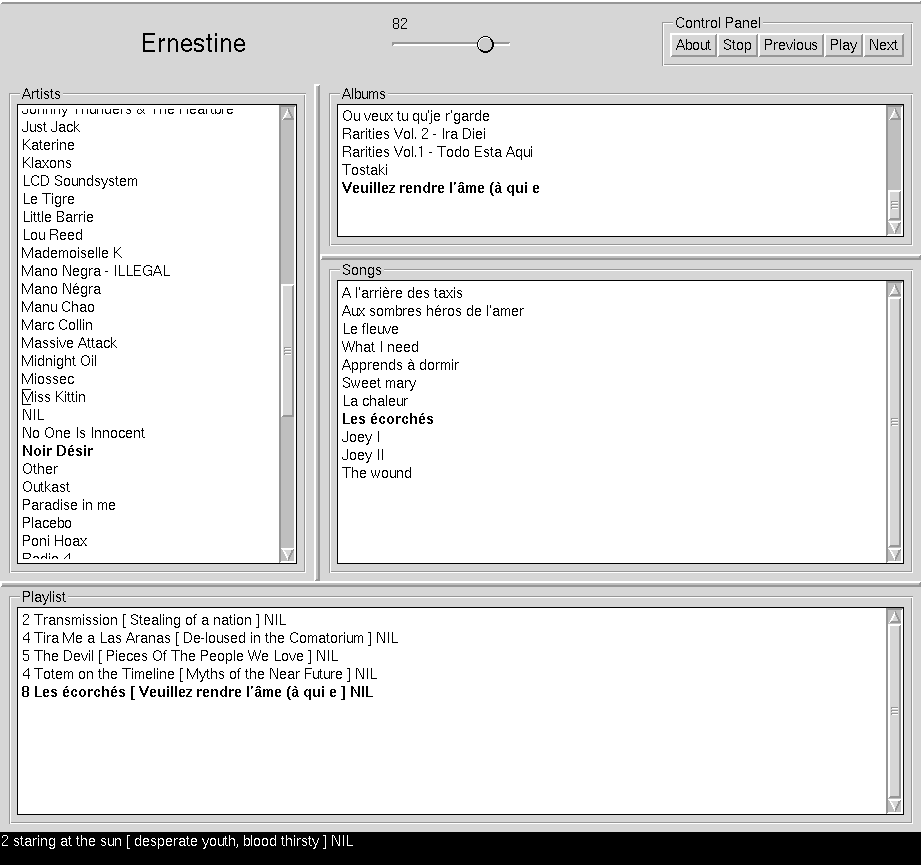 Ernestine
82
Control Panel
About Stop Previous Play Next
Artists
Johnny Thunders & The Heartbre
Just Jack
Katerine
Klaxons
LCD Soundsystem
Le Tigre
Little Barrie
Lou Reed
Mademoiselle K
Mano Negra - ILLEGAL
Mano Négra
Manu Chao
Marc Collin
Massive Attack
Midnight Oil
Miossec
Miss Kittin
NIL
No One Is Innocent
Noir Désir
Other
Outkast
Paradise in me
Placebo
Poni Hoax
Radio 4
Albums
Ou veux tu qu'je r'garde
Rarities Vol. 2 - Ira Diei
Rarities Vol.1 - Todo Esta Aqui
Tostaki
Veuillez rendre l'âme (à qui e
Songs
A l'arrière des taxis
Aux sombres héros de l'amer
Le fleuve
What I need
Apprends à dormir
Sweet mary
La chaleur
Les écorchés
Joey I
Joey II
The wound
Playlist
2 Transmission [ Stealing of a nation ] NIL
4 Tira Me a Las Aranas [ De-loused in the Comatorium ] NIL
5 The Devil [ Pieces Of The People We Love ] NIL
4 Totem on the Timeline [ Myths of the Near Future ] NIL
8 Les écorchés [ Veuillez rendre l'âme (à qui e ] NIL
2 staring at the sun [ desperate youth, blood thirsty ] NIL